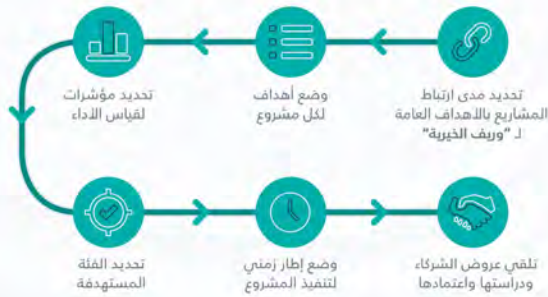 تحديد مدى ارتباط
المشاريع بالأهداف العامة
لـ "وريف الخيرية"
وضع أهداف
لكل مشروع
تحديد مؤشرات
لقياس الأداء
تحديد الفئة
المستهدفة
وضع إطار زمني
لتنفيذ المشروع
تلقي عروض الشركاء
ودراستها واعتمادها